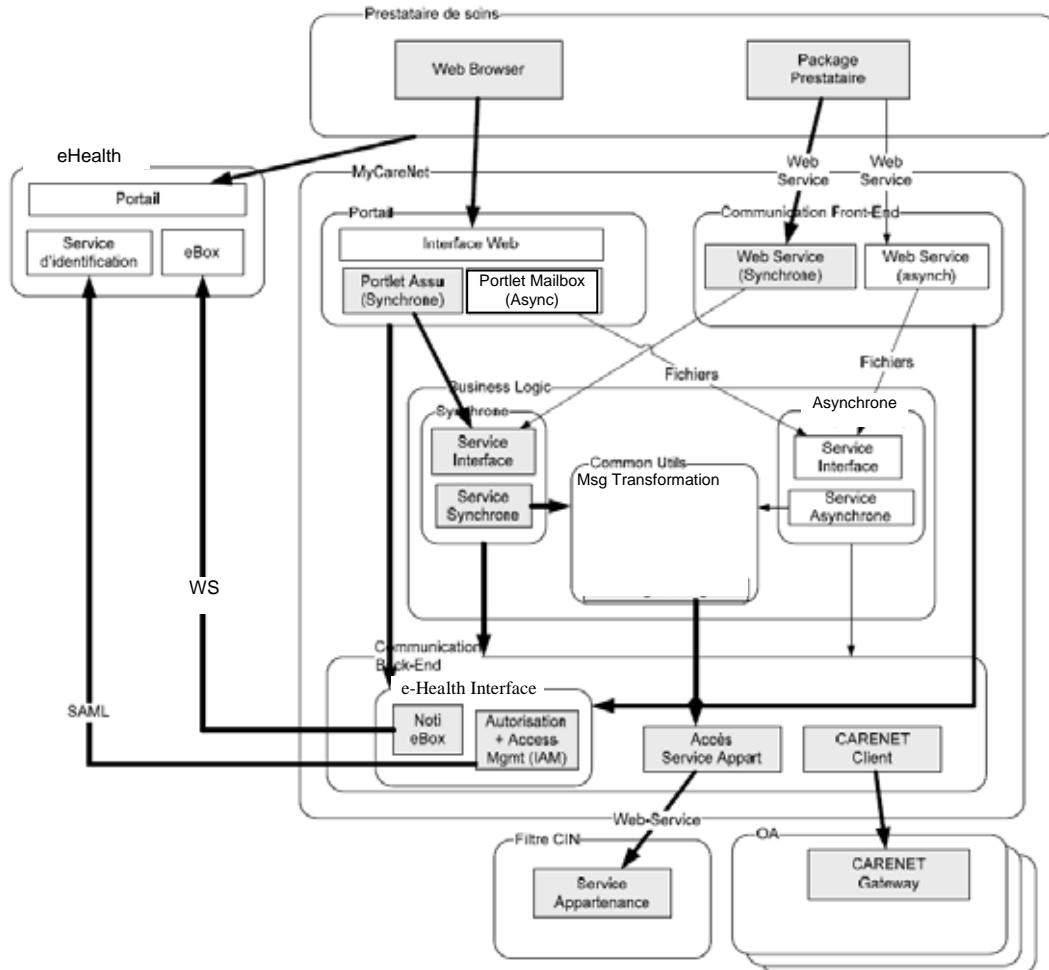 Prestataire de soins
Web Browser
Package
Prestataire
eHealth
Portail
Service
d'identification
eBox
MyCareNet
Web
Service
Web
Service
Portail
Interface Web
Portlet Assu
(Synchrone)
Portlet Mailbox
(Async)
Communication Front-End
Web Service
(Synchrone)
Web Service
(asynch)
Fichiers
Fichiers
Business Logic
Synchrone
Service
Interface
Service
Synchrone
Common Utils
Msg Transformation
Asynchrone
Service
Interface
Service
Asynchrone
WS
SAML
Communication
Back-End
e-Health Interface
Noti
eBox
Autorisation
+ Access
Mgmt (IAM)
Accès
Service Appart
CARENET
Client
Web-Service
Filtre CIN
Service
Appartenance
OA
CARENET
Gateway